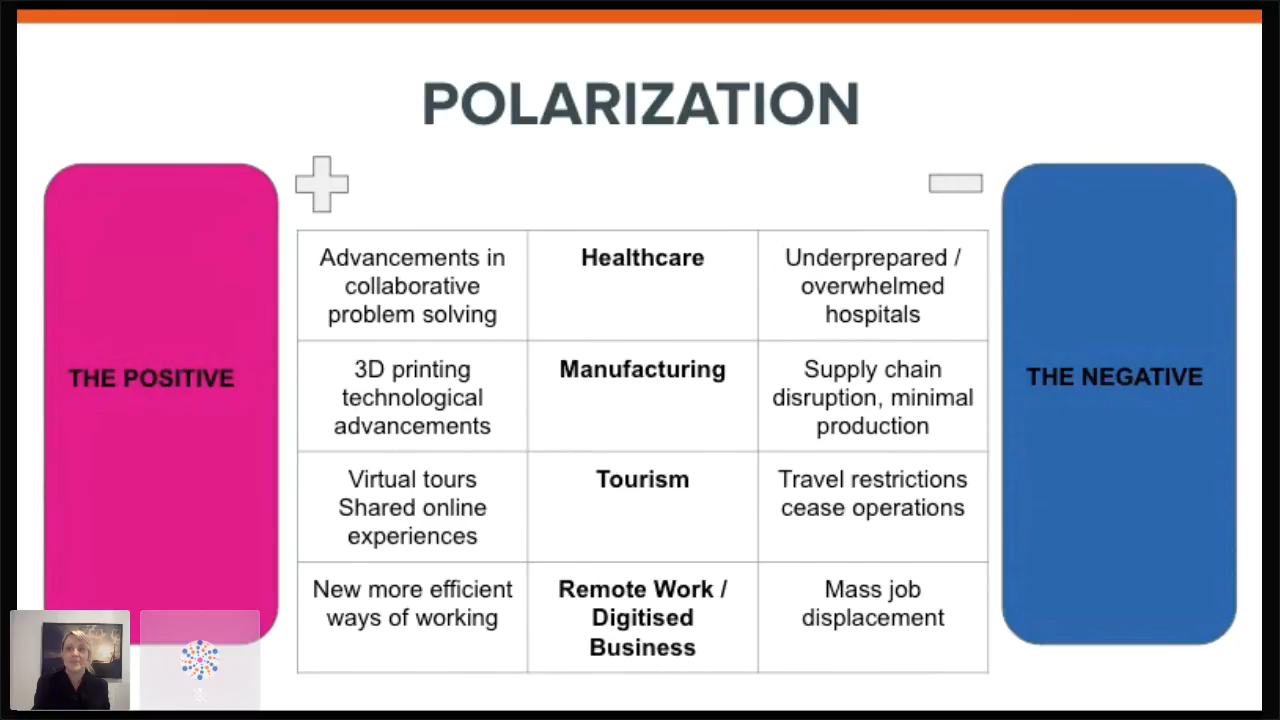 POLARIZATION
THE POSITIVE
THE NEGATIVE
Advancements in
collaborative
problem solving
Healthcare
Underprepared /
overwhelmed
hospitals
3D printing
technological
advancements
Manufacturing
Supply chain
disruption, minimal
production
Virtual tours
Shared online
experiences
Tourism
Travel restrictions
cease operations
New more efficient
ways of working
Remote Work /
Digitised
Business
Mass job
displacement